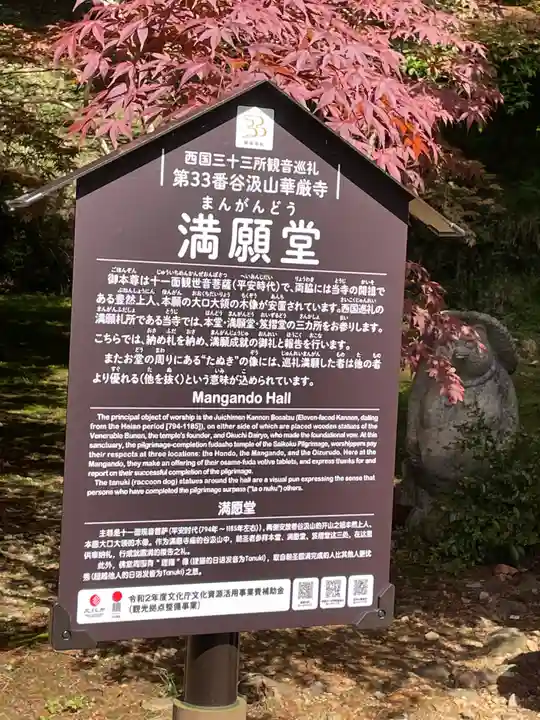 33
西国三十三所観音巡礼
第33番谷汲山華厳寺
まんがんどう
満願堂
御本尊は十一面観世音菩薩(平安時代)で、両脇には当寺の開祖で
ある豊然上人、本願の大口大領の木像が安置されています。西国巡礼の
満願札所である当寺では、本堂・満願堂・笈摺堂の三カ所をお参りします。
こちらでは、納め札を納め、満願成就の御礼と報告を行います。
またお堂の周りにある“たぬき”の像には、巡礼満願した者は他の者
より優れる(他を抜く)という意味が込められています。
Mangando Hall
The principal object of worship is the Juichimen Kannon Bosatsu (Eleven-faced Kannon, dating
from the Heian period [794-1185]), on either side of which are placed wooden statues of the
Venerable Bunen, the temple's founder, and Okuchi Dairyo, who made the foundational vow. At this
sanctuary, the pilgrimage-completion fudasho temple of the Saikoku Pilgrimage, worshippers pay
their respects at three locations: the Hondo, the Mangando, and the Oizurudo. Here at the
Mangando, they make an offering of their osame-fuda votive tablets, and express thanks for and
report on their successful completion of the pilgrimage.
The tanuki (raccoon dog) statues around the hall are a visual pun expressing the sense that
persons who have completed the pilgrimage surpass ("ta o nuku") others.
满愿堂
令和2年度文化庁文化資源活用事業費補助金
(観光拠点整備事業)